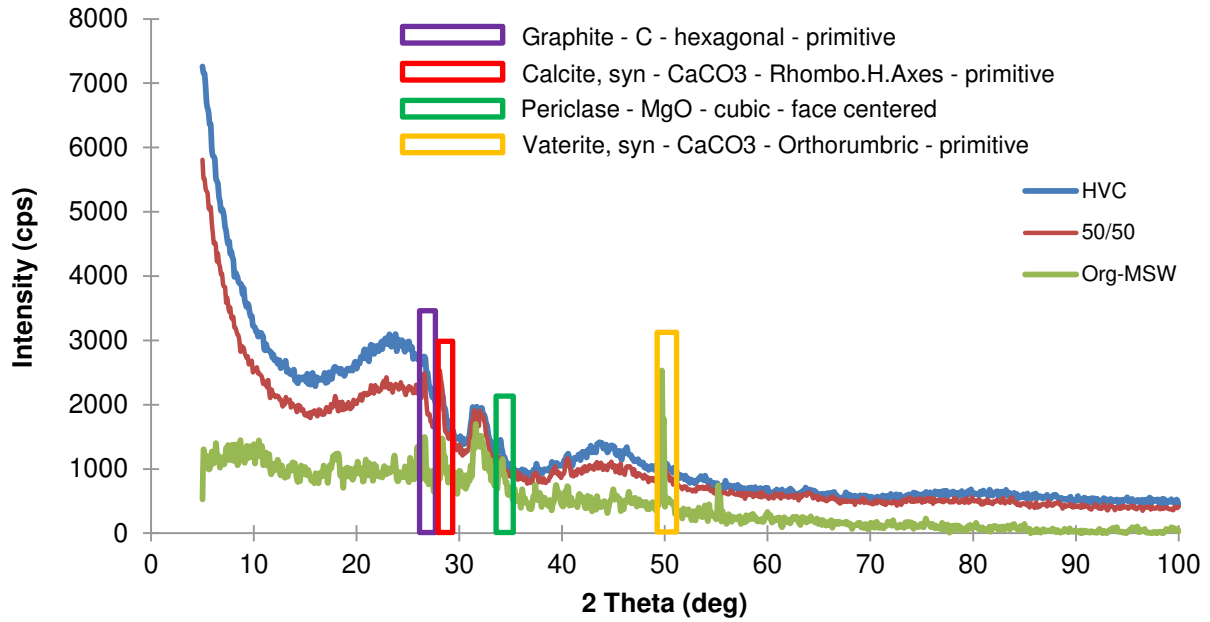 8000
7000
6000
5000
4000
3000
2000
1000
0
Intensity (cps)
Graphite - C - hexagonal - primitive
Calcite, syn - CaCO3 - Rhombo.H.Axes - primitive
Periclase - MgO - cubic - face centered
Vaterite, syn - CaCO3 - Orthorumbric - primitive
HVC
50/50
Org-MSW
0 10 20 30 40 50 60 70 80 90 100
2 Theta (deg)